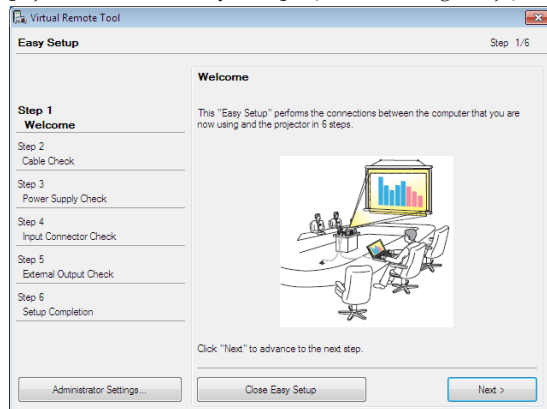 Virtual Remote Tool
Easy Setup
Step 1/6
Welcome
This "Easy Setup" performs the connections between the computer that you are
now using and the projector in 6 steps.
Step 1
Welcome
Step 2
Cable Check
Step 3
Power Supply Check
Step 4
Input Connector Check
Step 5
External Output Check
Step 6
Setup Completion
Click "Next" to advance to the next step.
Administrator Settings...
Close Easy Setup
Next >